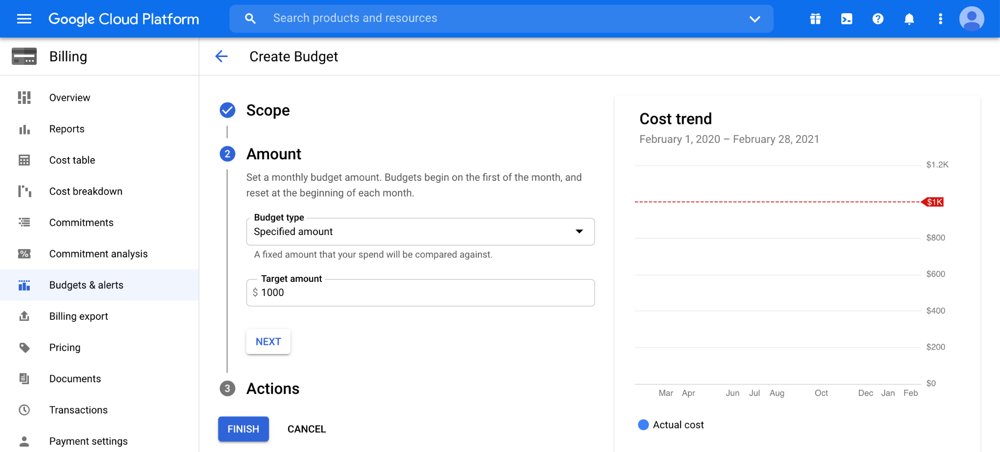 Google Cloud Platform
Search products and resources
Billing
Create Budget
Overview
Reports
Cost table
Cost breakdown
Commitments
Commitment analysis
Budgets & alerts
Billing export
Pricing
Documents
Transactions
Payment settings
Scope
2 Amount
Set a monthly budget amount. Budgets begin on the first of the month, and
reset at the beginning of each month.
Budget type
Specified amount
A fixed amount that your spend will be compared against.
Target amount
$ 1000
NEXT
3 Actions
FINISH CANCEL
Cost trend
February 1, 2020 – February 28, 2021
$1.2K
$1K
$800
$600
$400
$200
$0
Mar Apr Jun Jul Aug Oct Dec Jan Feb
Actual cost